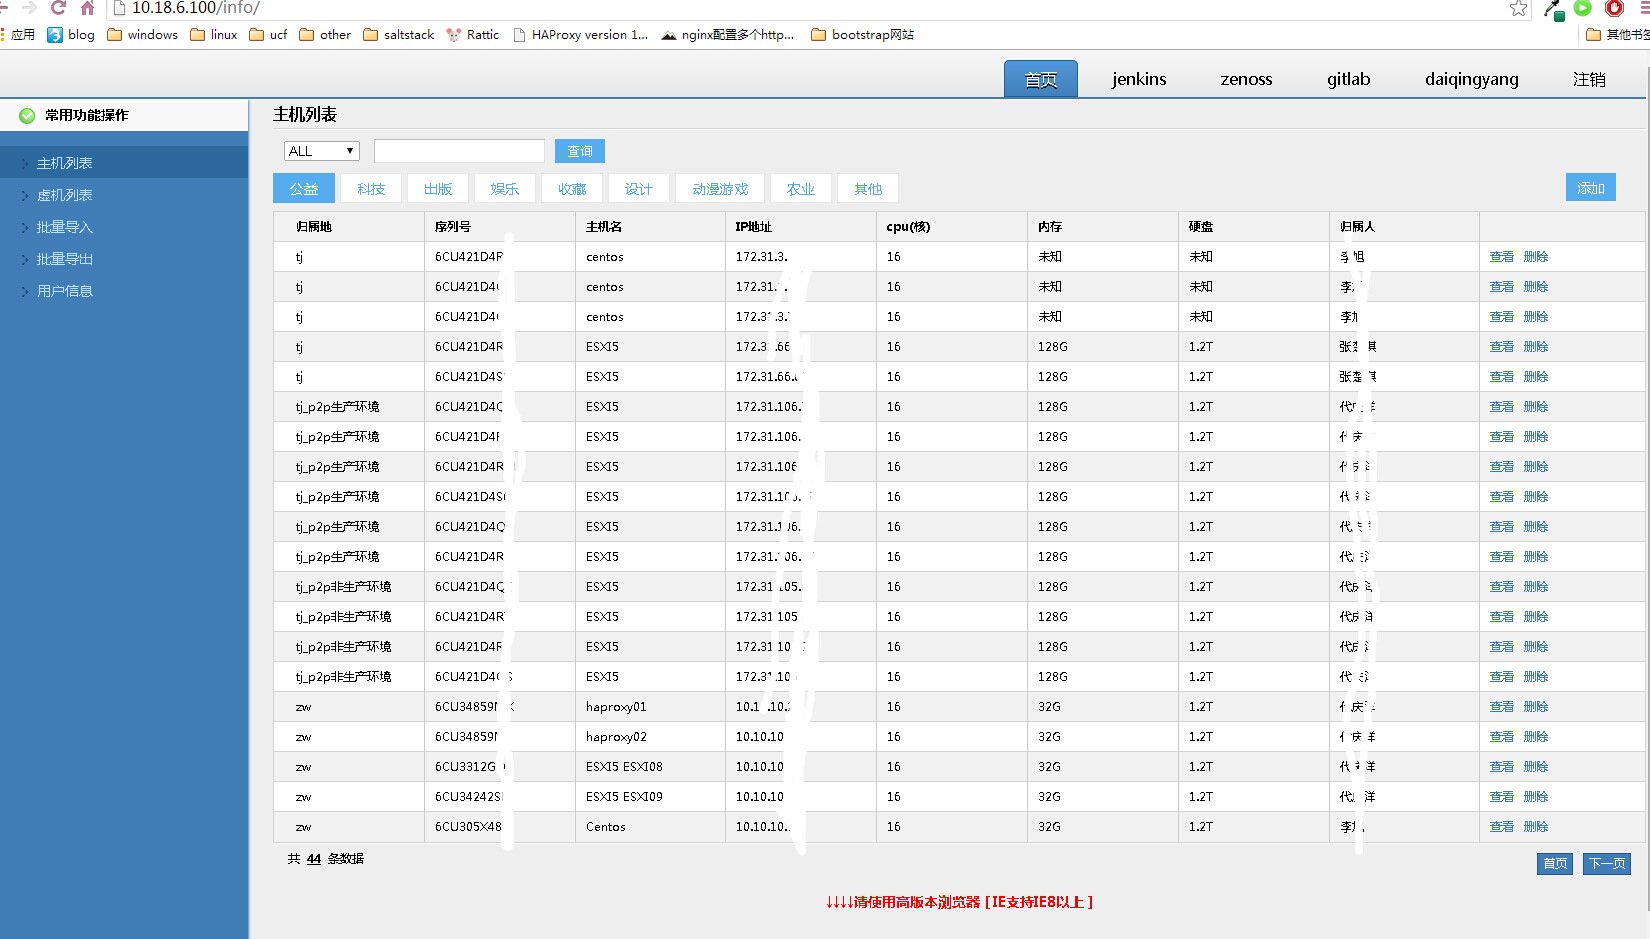 10.18.6.100/info/
应用 blog windows linux ucf other saltstack Rattic HAProxy version 1... nginx配置多个http... bootstrap网站 其他书签
首页 jenkins zenoss gitlab daiqingyang 注销
常用功能操作
主机列表
虚机列表
批量导入
批量导出
用户信息
主机列表
ALL 查询
公益 科技 出版 娱乐 收藏 设计 动漫游戏 农业 其他 添加
归属地 序列号 主机名 IP地址 cpu(核) 内存 硬盘 归属人
tj 6CU421D4R centos 172.31.3. 16 未知 未知 李旭 查看 删除
tj 6CU421D4 centos 172.31. 16 未知 未知 李 查看 删除
tj 6CU421D4 centos 172.31.3. 16 未知 未知 李旭 查看 删除
tj 6CU421D4R ESXI5 172.3 .66 16 128G 1.2T 张楚 查看 删除
tj 6CU421D4S ESXI5 172.31.66. 16 128G 1.2T 张楚 查看 删除
tj_p2p生产环境 6CU421D4Q ESXI5 172.31.106. 16 128G 1.2T 代 查看 删除
tj_p2p生产环境 6CU421D4 ESXI5 172.31.106. 16 128G 1.2T 代庆 查看 删除
tj_p2p生产环境 6CU421D4R ESXI5 172.31.106 16 128G 1.2T 查看 删除
tj_p2p生产环境 6CU421D4S ESXI5 172.31.10 16 128G 1.2T 代 查看 删除
tj_p2p生产环境 6CU421D4Q ESXI5 172.31.106. 16 128G 1.2T 代 查看 删除
tj_p2p生产环境 6CU421D4R ESXI5 172.31.106. 16 128G 1.2T 代 查看 删除
tj_p2p非生产环境 6CU421D4Q ESXI5 172.31 105. 16 128G 1.2T 代庆 查看 删除
tj_p2p非生产环境 6CU421D4R ESXI5 172.31 105 16 128G 1.2T 代庆 查看 删除
tj_p2p非生产环境 6CU421D4R ESXI5 172.31 10 16 128G 1.2T 代庆 查看 删除
tj_p2p非生产环境 6CU421D4 ESXI5 172.3 .10 16 128G 1.2T 代 查看 删除
zw 6CU34859 haproxy01 10.1 .10. 16 32G 1.2T 庆 查看 删除
zw 6CU34859 haproxy02 10.10.10 16 32G 1.2T 庆 查看 删除
zw 6CU3312G ESXI5 ESXI08 10.10.10 16 32G 1.2T 代 洋 查看 删除
zw 6CU34242S ESXI5 ESXI09 10.10.10 16 32G 1.2T 代 洋 查看 删除
zw 6CU305X48 Centos 10.10.10. 16 32G 1.2T 李 查看 删除
共 44 条数据 首页 下一页
↓↓↓↓请使用高版本浏览器 [ IE支持IE8以上 ]